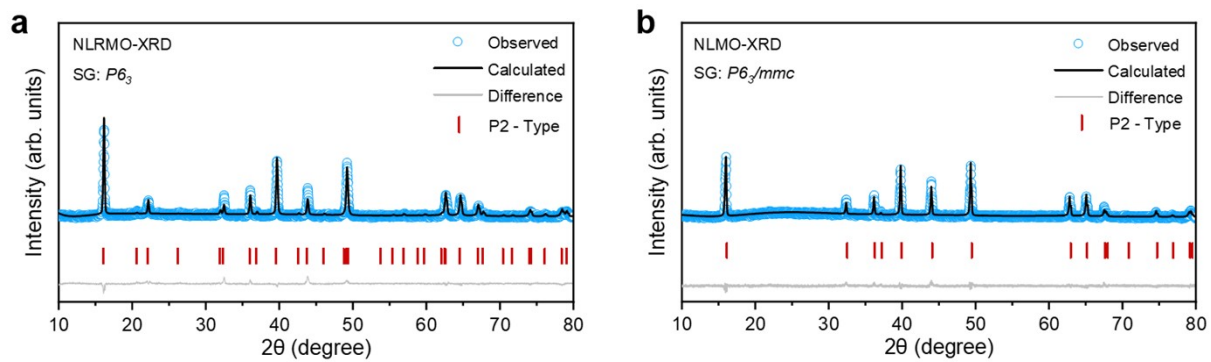 a
NLRMO-XRD
SG: P6₃
Observed
Calculated
Difference
P2 - Type
Intensity (arb. units)
10 20 30 40 50 60 70 80
2θ (degree)
b
NLMO-XRD
SG: P6₃/mmc
Observed
Calculated
Difference
P2 - Type
Intensity (arb. units)
10 20 30 40 50 60 70 80
2θ (degree)